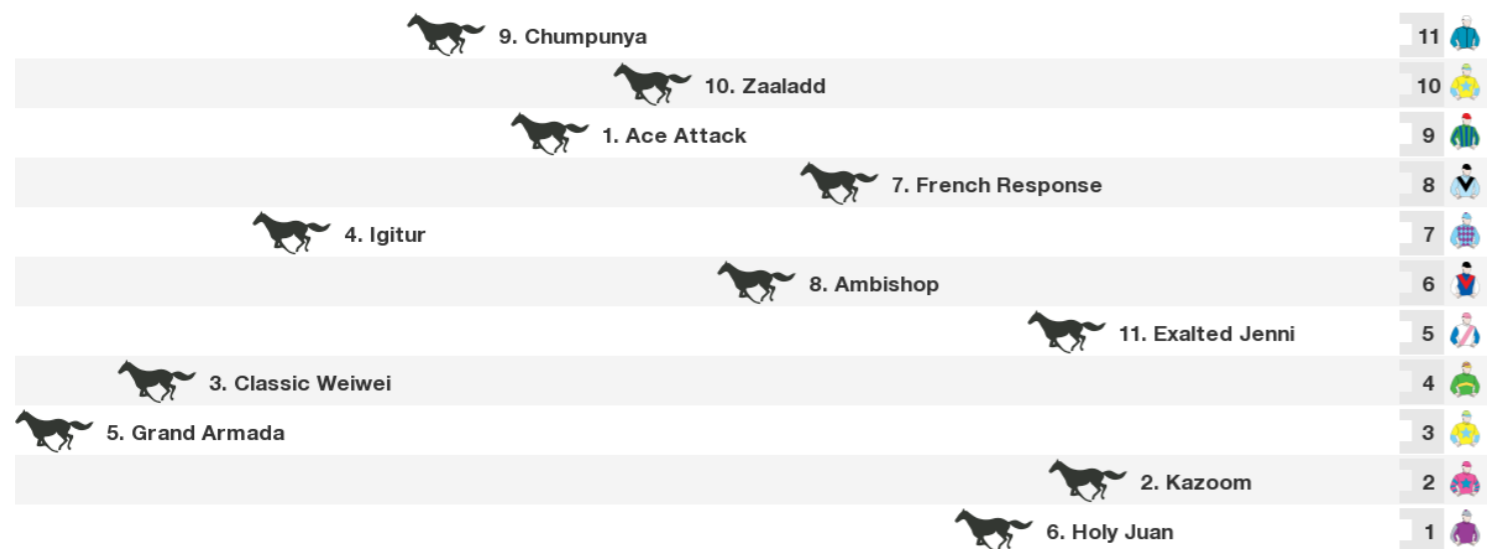 9. Chumpunya 11
10. Zaaladd 10
1. Ace Attack 9
7. French Response 8
4. Igitur 7
8. Ambishop 6
11. Exalted Jenni 5
3. Classic Weiwei 4
5. Grand Armada 3
2. Kazoom 2
6. Holy Juan 1